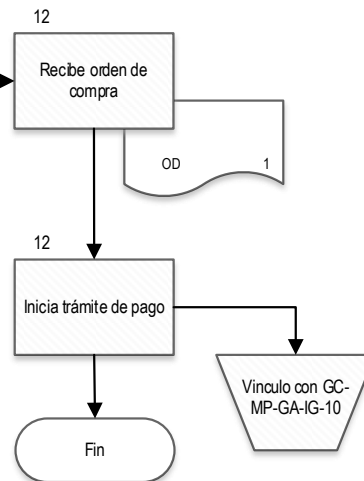 12
Recibe orden de
compra
OD 1
12
Inicia trámite de pago
Vinculo con GC-
MP-GA-IG-10
Fin